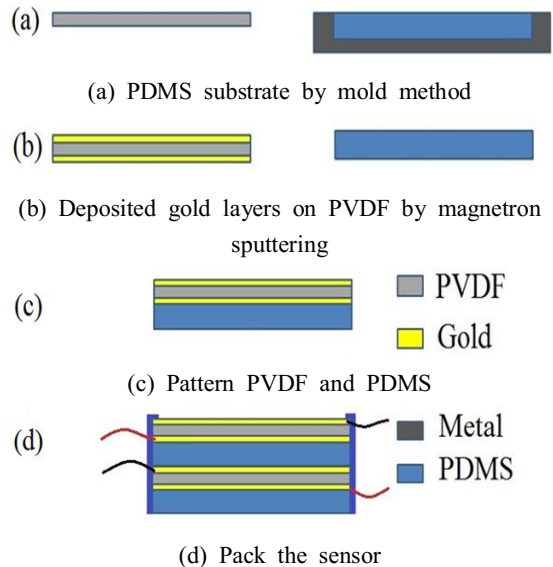 (a)
(a) PDMS substrate by mold method
(b)
(b) Deposited gold layers on PVDF by magnetron
sputtering
(c)
PVDF
Gold
(c) Pattern PVDF and PDMS
(d)
Metal
PDMS
(d) Pack the sensor